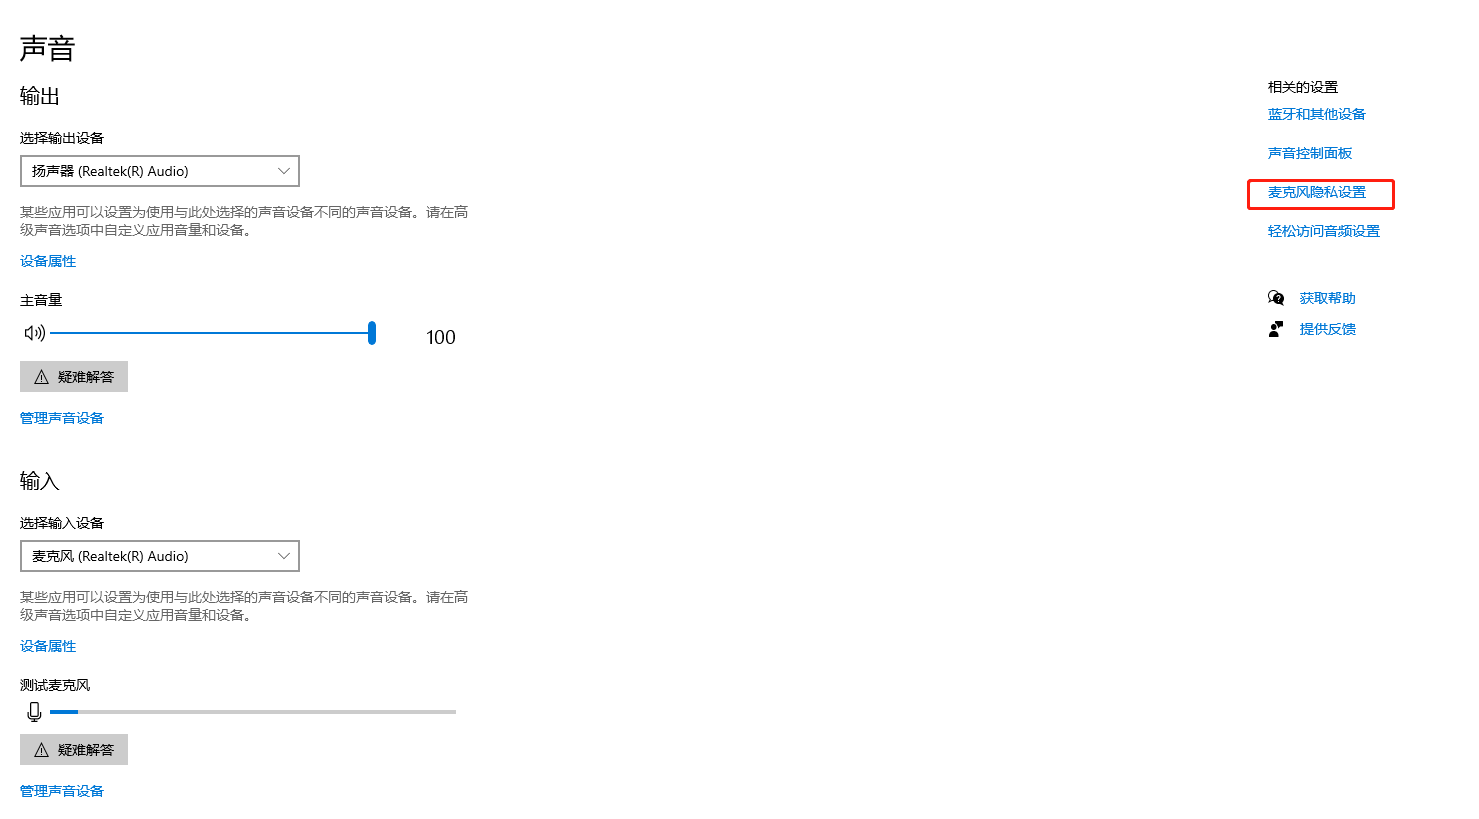 声音
输出
选择输出设备
扬声器 (Realtek(R) Audio)
某些应用可以设置为使用与此处选择的声音设备不同的声音设备。请在高
级声音选项中自定义应用音量和设备。
设备属性
主音量
100
疑难解答
管理声音设备
输入
选择输入设备
麦克风 (Realtek(R) Audio)
某些应用可以设置为使用与此处选择的声音设备不同的声音设备。请在高
级声音选项中自定义应用音量和设备。
设备属性
测试麦克风
疑难解答
管理声音设备
相关的设置
蓝牙和其他设备
声音控制面板
麦克风隐私设置
轻松访问音频设置
获取帮助
提供反馈